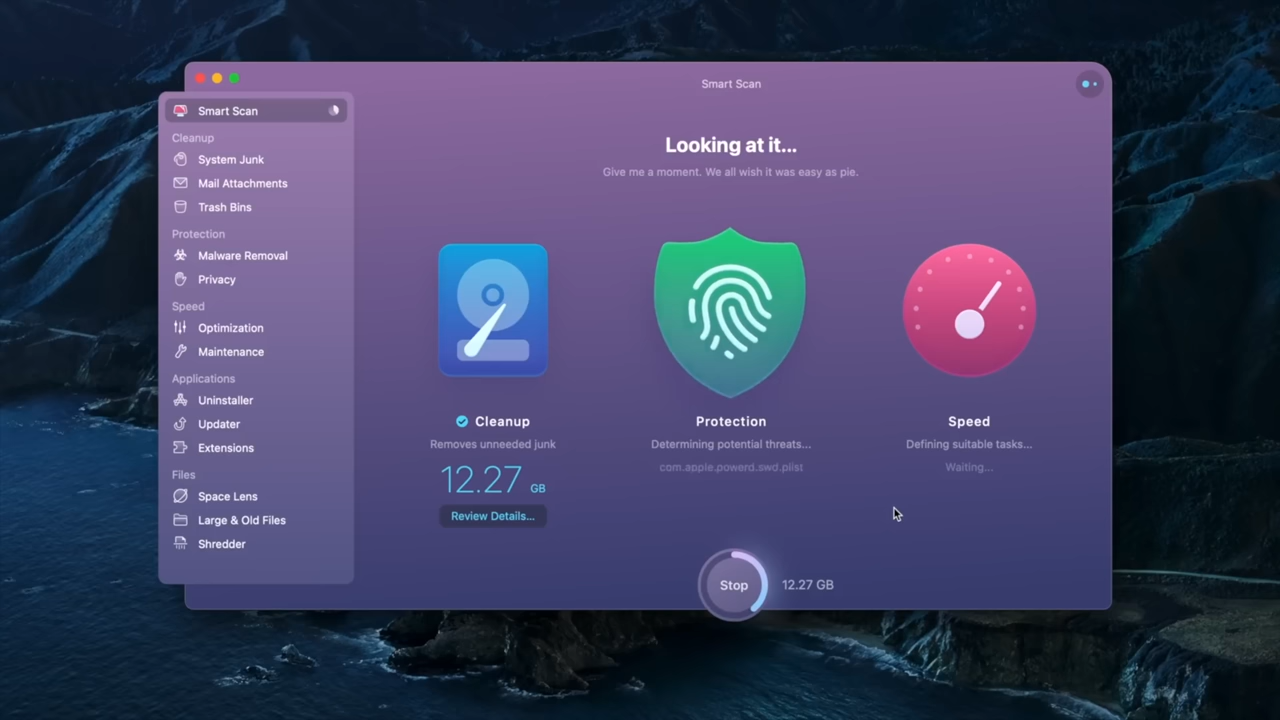 Smart Scan
Smart Scan
Cleanup
System Junk
Mail Attachments
Trash Bins
Protection
Malware Removal
Privacy
Speed
Optimization
Maintenance
Applications
Uninstaller
Updater
Extensions
Files
Space Lens
Large & Old Files
Shredder
Looking at it...
Give me a moment. We all wish it was easy as pie.
Cleanup
Removes unneeded junk
12.27 GB
Review Details...
Protection
Determining potential threats...
com.apple.powerd.swd.plist
Speed
Defining suitable tasks...
Waiting...
Stop
12.27 GB